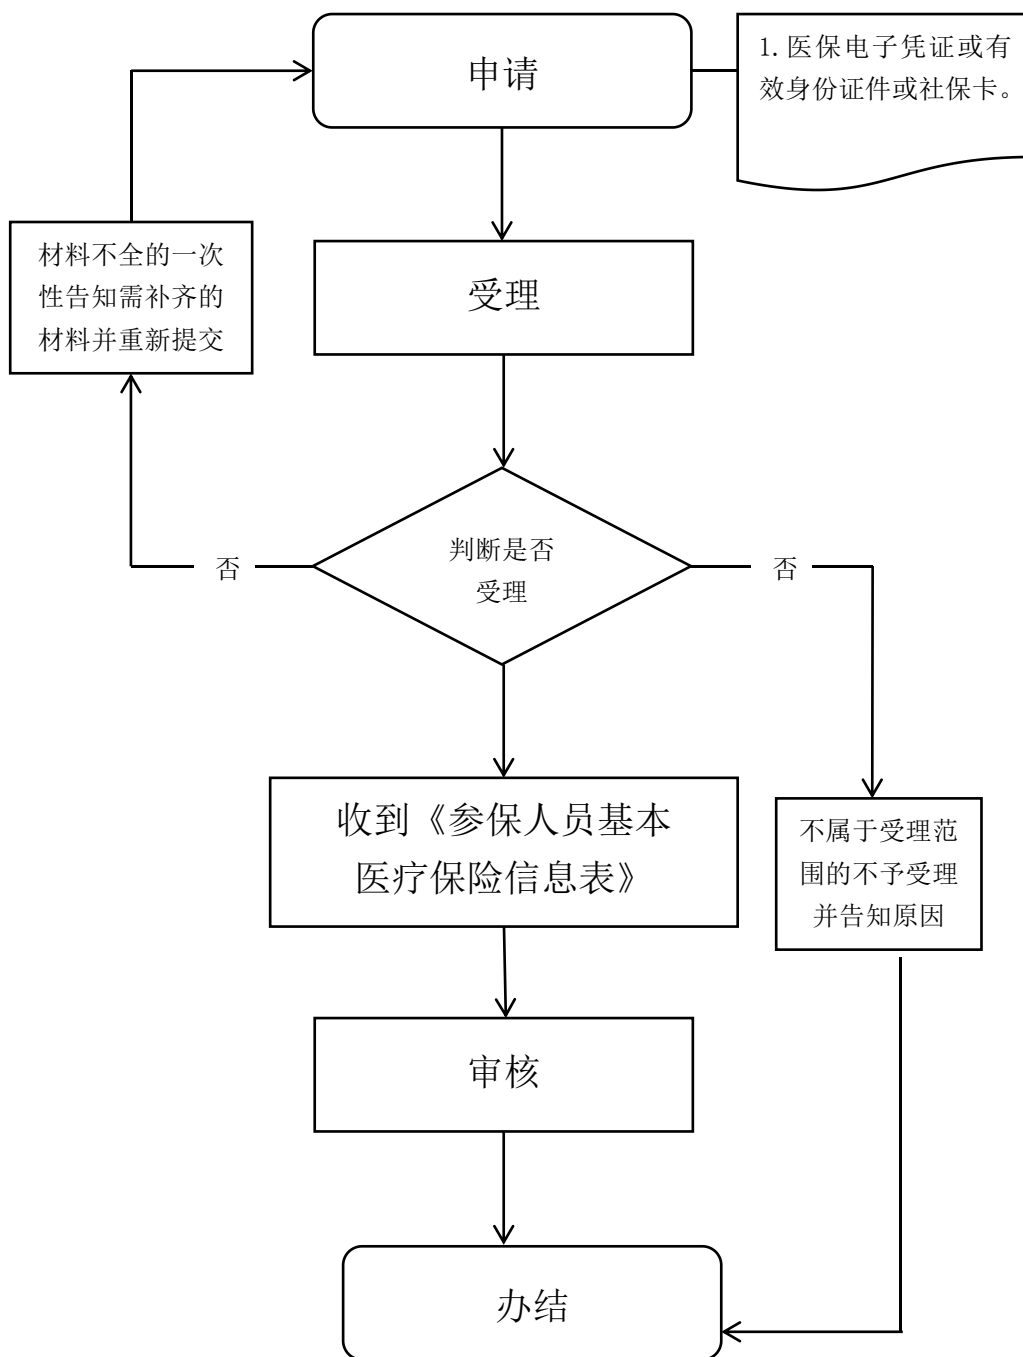 申请
1. 医保电子凭证或有
效身份证件或社保卡。
材料不全的一次
性告知需补齐的
材料并重新提交
受理
判断是否
受理
否
否
收到《参保人员基本
医疗保险信息表》
不属于受理范
围的不予受理
并告知原因
审核
办结